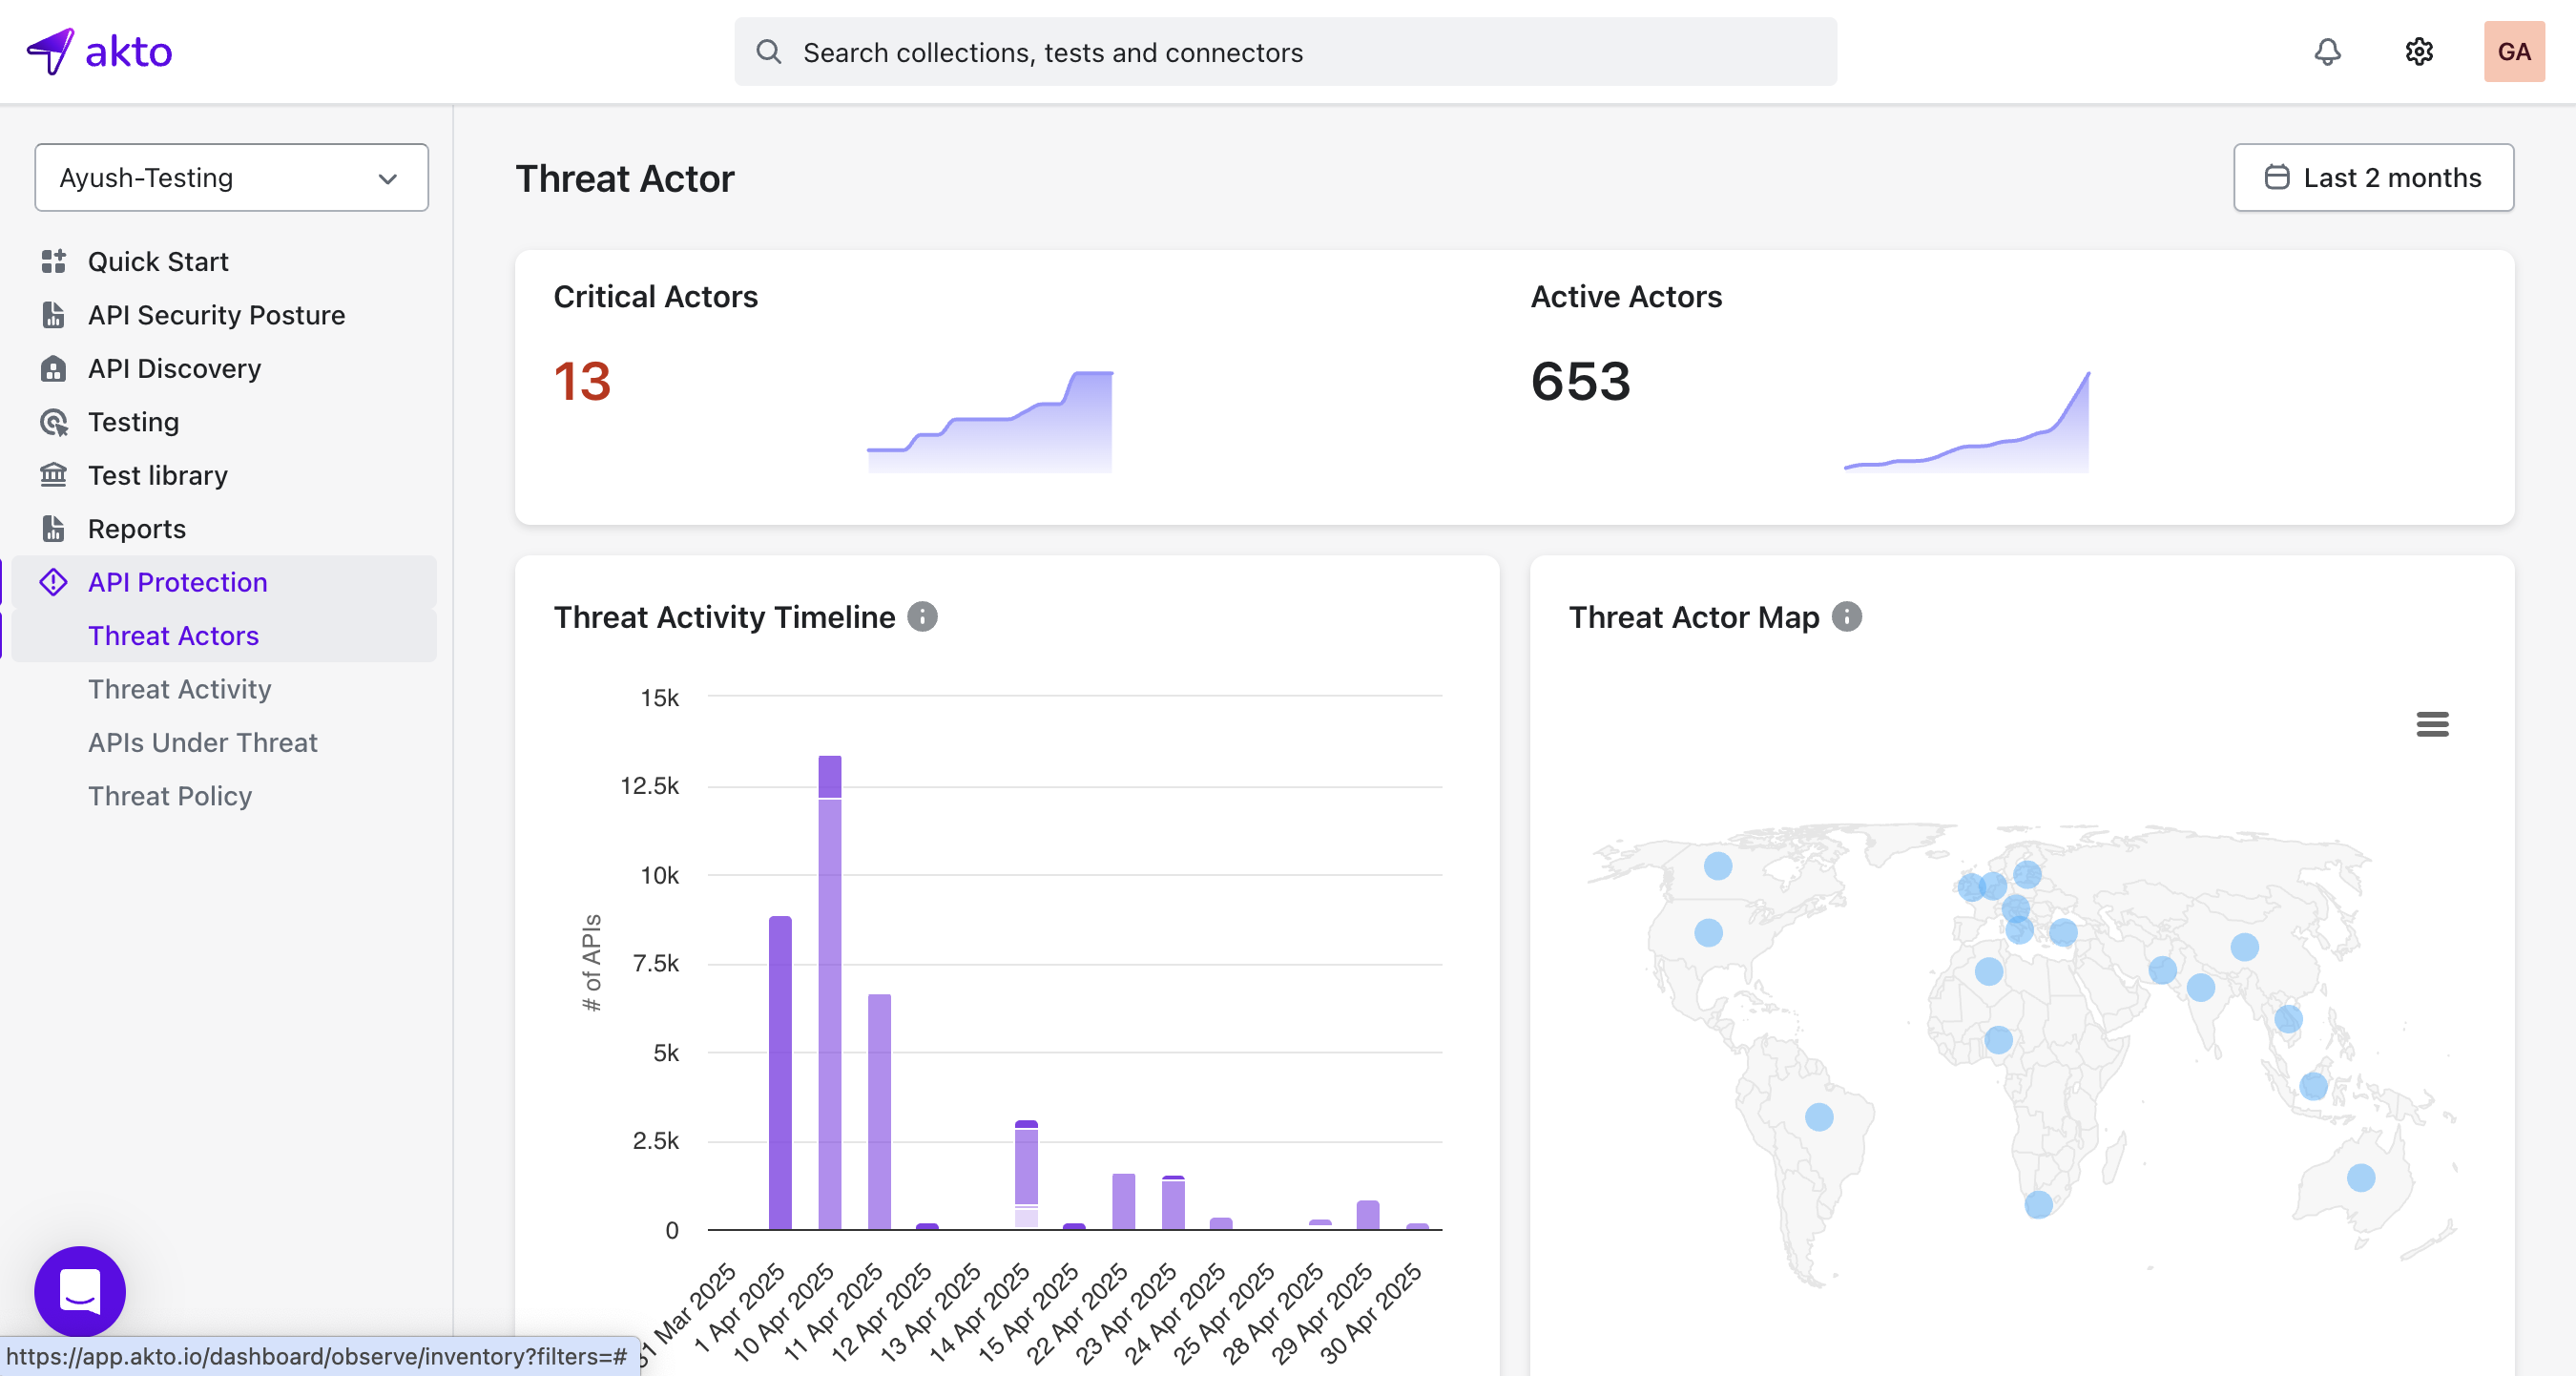 akto
Search collections, tests and connectors
GA
Ayush-Testing
Quick Start
API Security Posture
API Discovery
Testing
Test library
Reports
API Protection
Threat Actors
Threat Activity
APIs Under Threat
Threat Policy
Threat Actor
Last 2 months
Critical Actors
13
Active Actors
653
Threat Activity Timeline
# of APIs
15k
12.5k
10k
7.5k
5k
2.5k
0
31 Mar 2025
1 Apr 2025
10 Apr 2025
11 Apr 2025
12 Apr 2025
13 Apr 2025
14 Apr 2025
15 Apr 2025
22 Apr 2025
23 Apr 2025
24 Apr 2025
25 Apr 2025
28 Apr 2025
29 Apr 2025
30 Apr 2025
Threat Actor Map
https://app.akto.io/dashboard/observe/inventory?filters=#